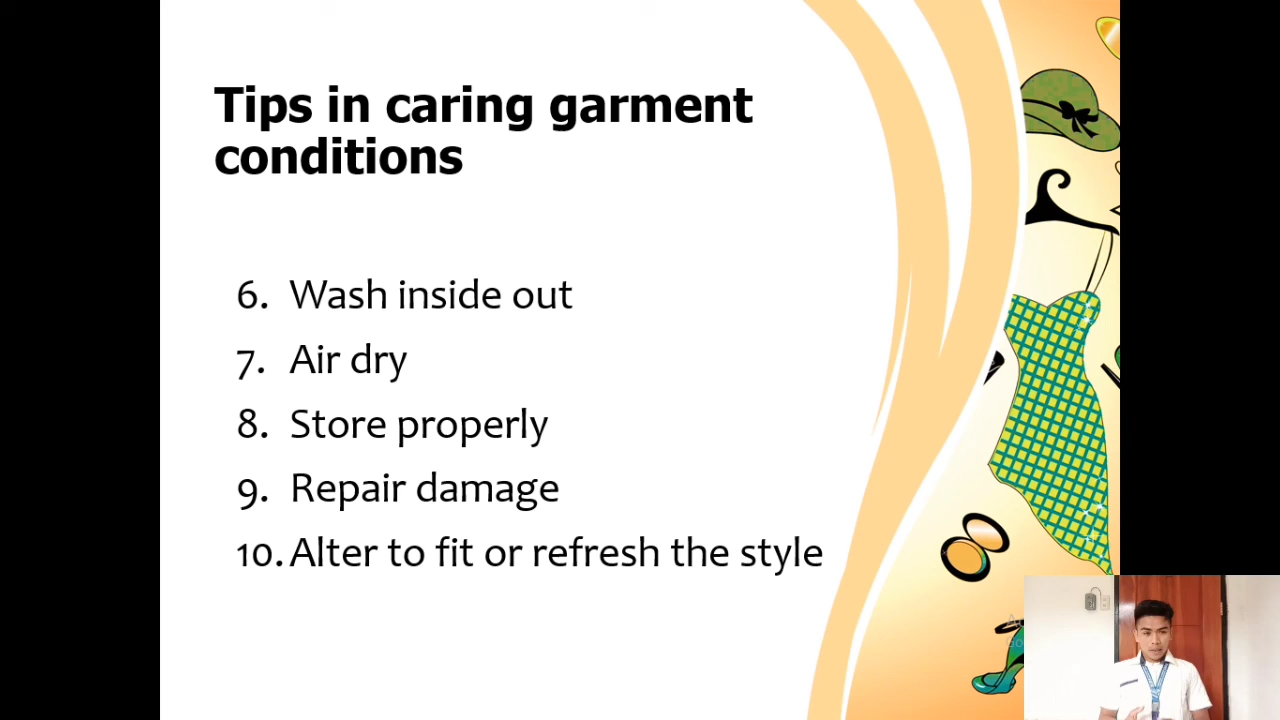 Tips in caring garment
conditions
6. Wash inside out
7. Air dry
8. Store properly
9. Repair damage
10. Alter to fit or refresh the style